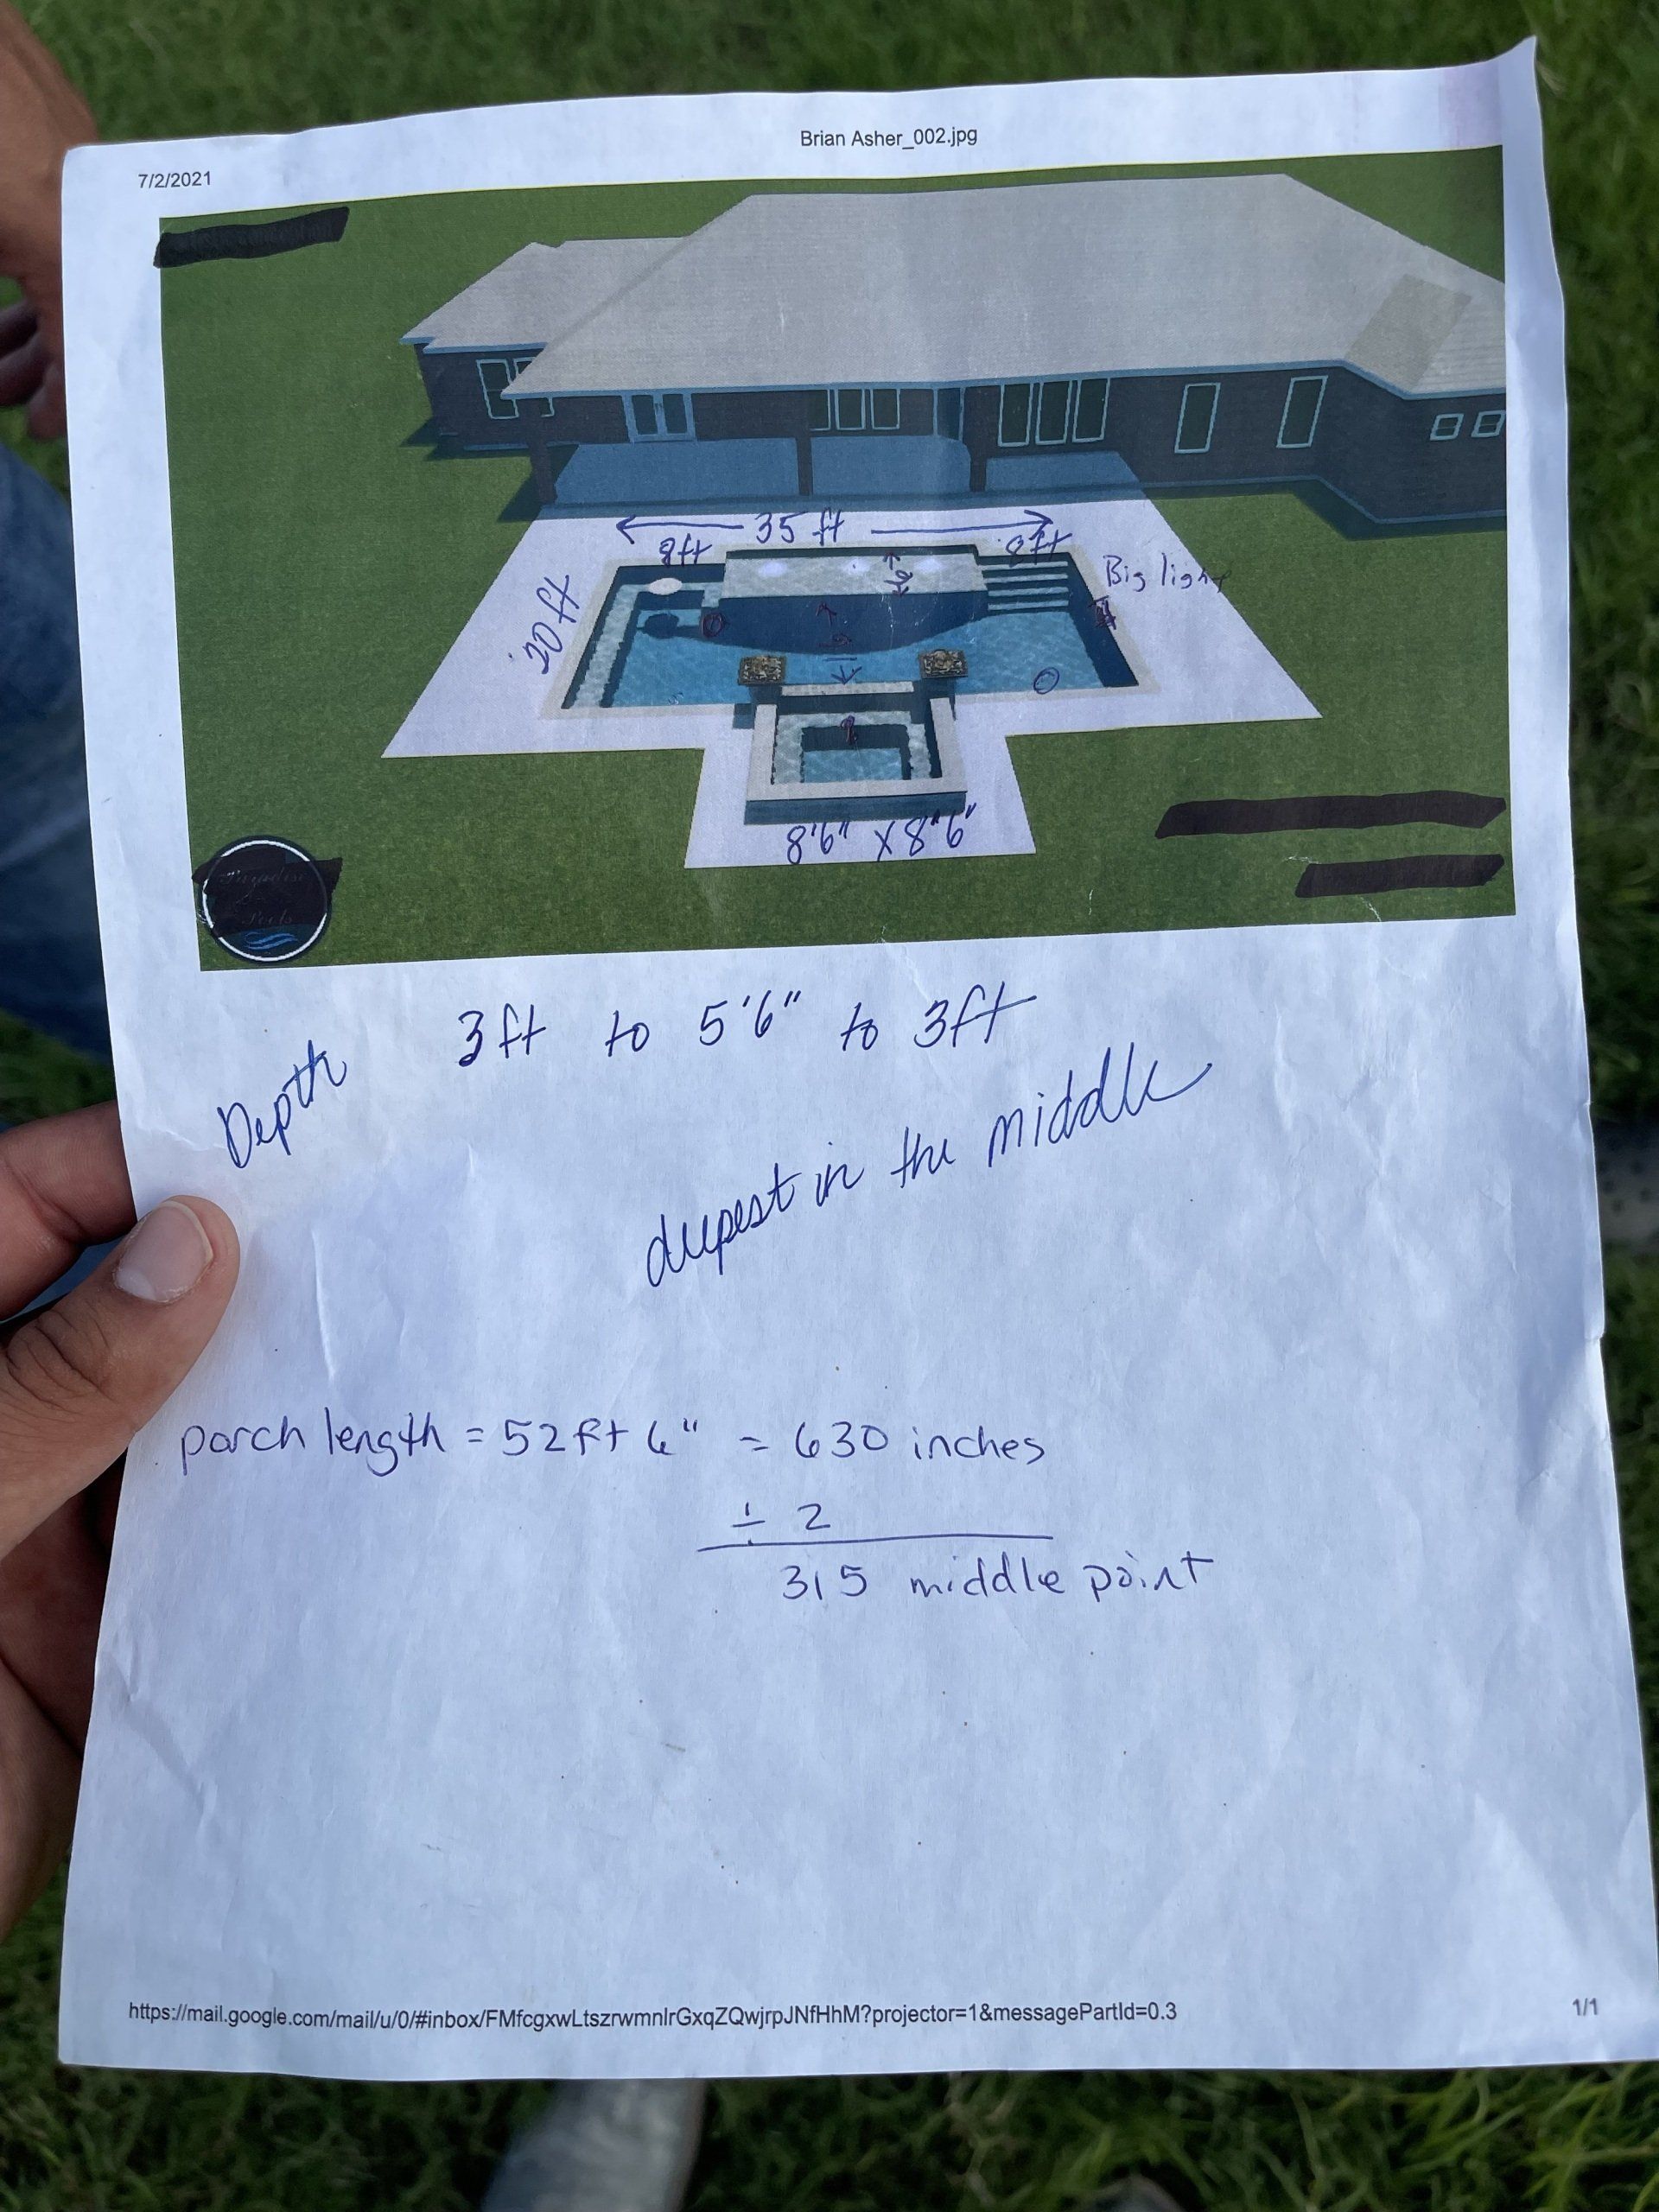 Brian Asher_002.jpg
7/2/2021
35 ft
8ft
8ft
Big light
20ft
8'6" X 8"6"
Depth 3ft to 5'6" to 3ft
deepest in the middle
porch length = 52ft 6" = 630 inches
÷ 2
315 middle point
https://mail.google.com/mail/u/0/#inbox/FMfcgxwLtszrwmnlrGxqZQwjrpJNfHhM?projector=1&messagePartId=0.3
1/1